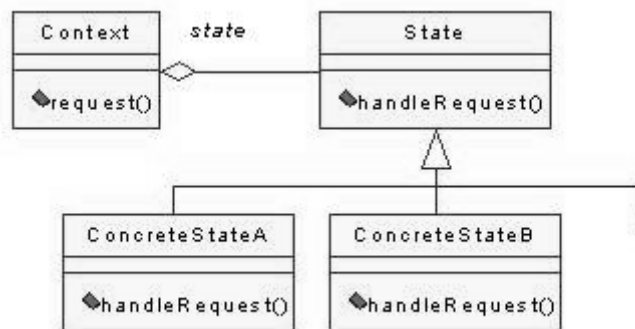 Context
state
State
request()
handleRequest()
ConcreteStateA
ConcreteStateB
handleRequest()
handleRequest()